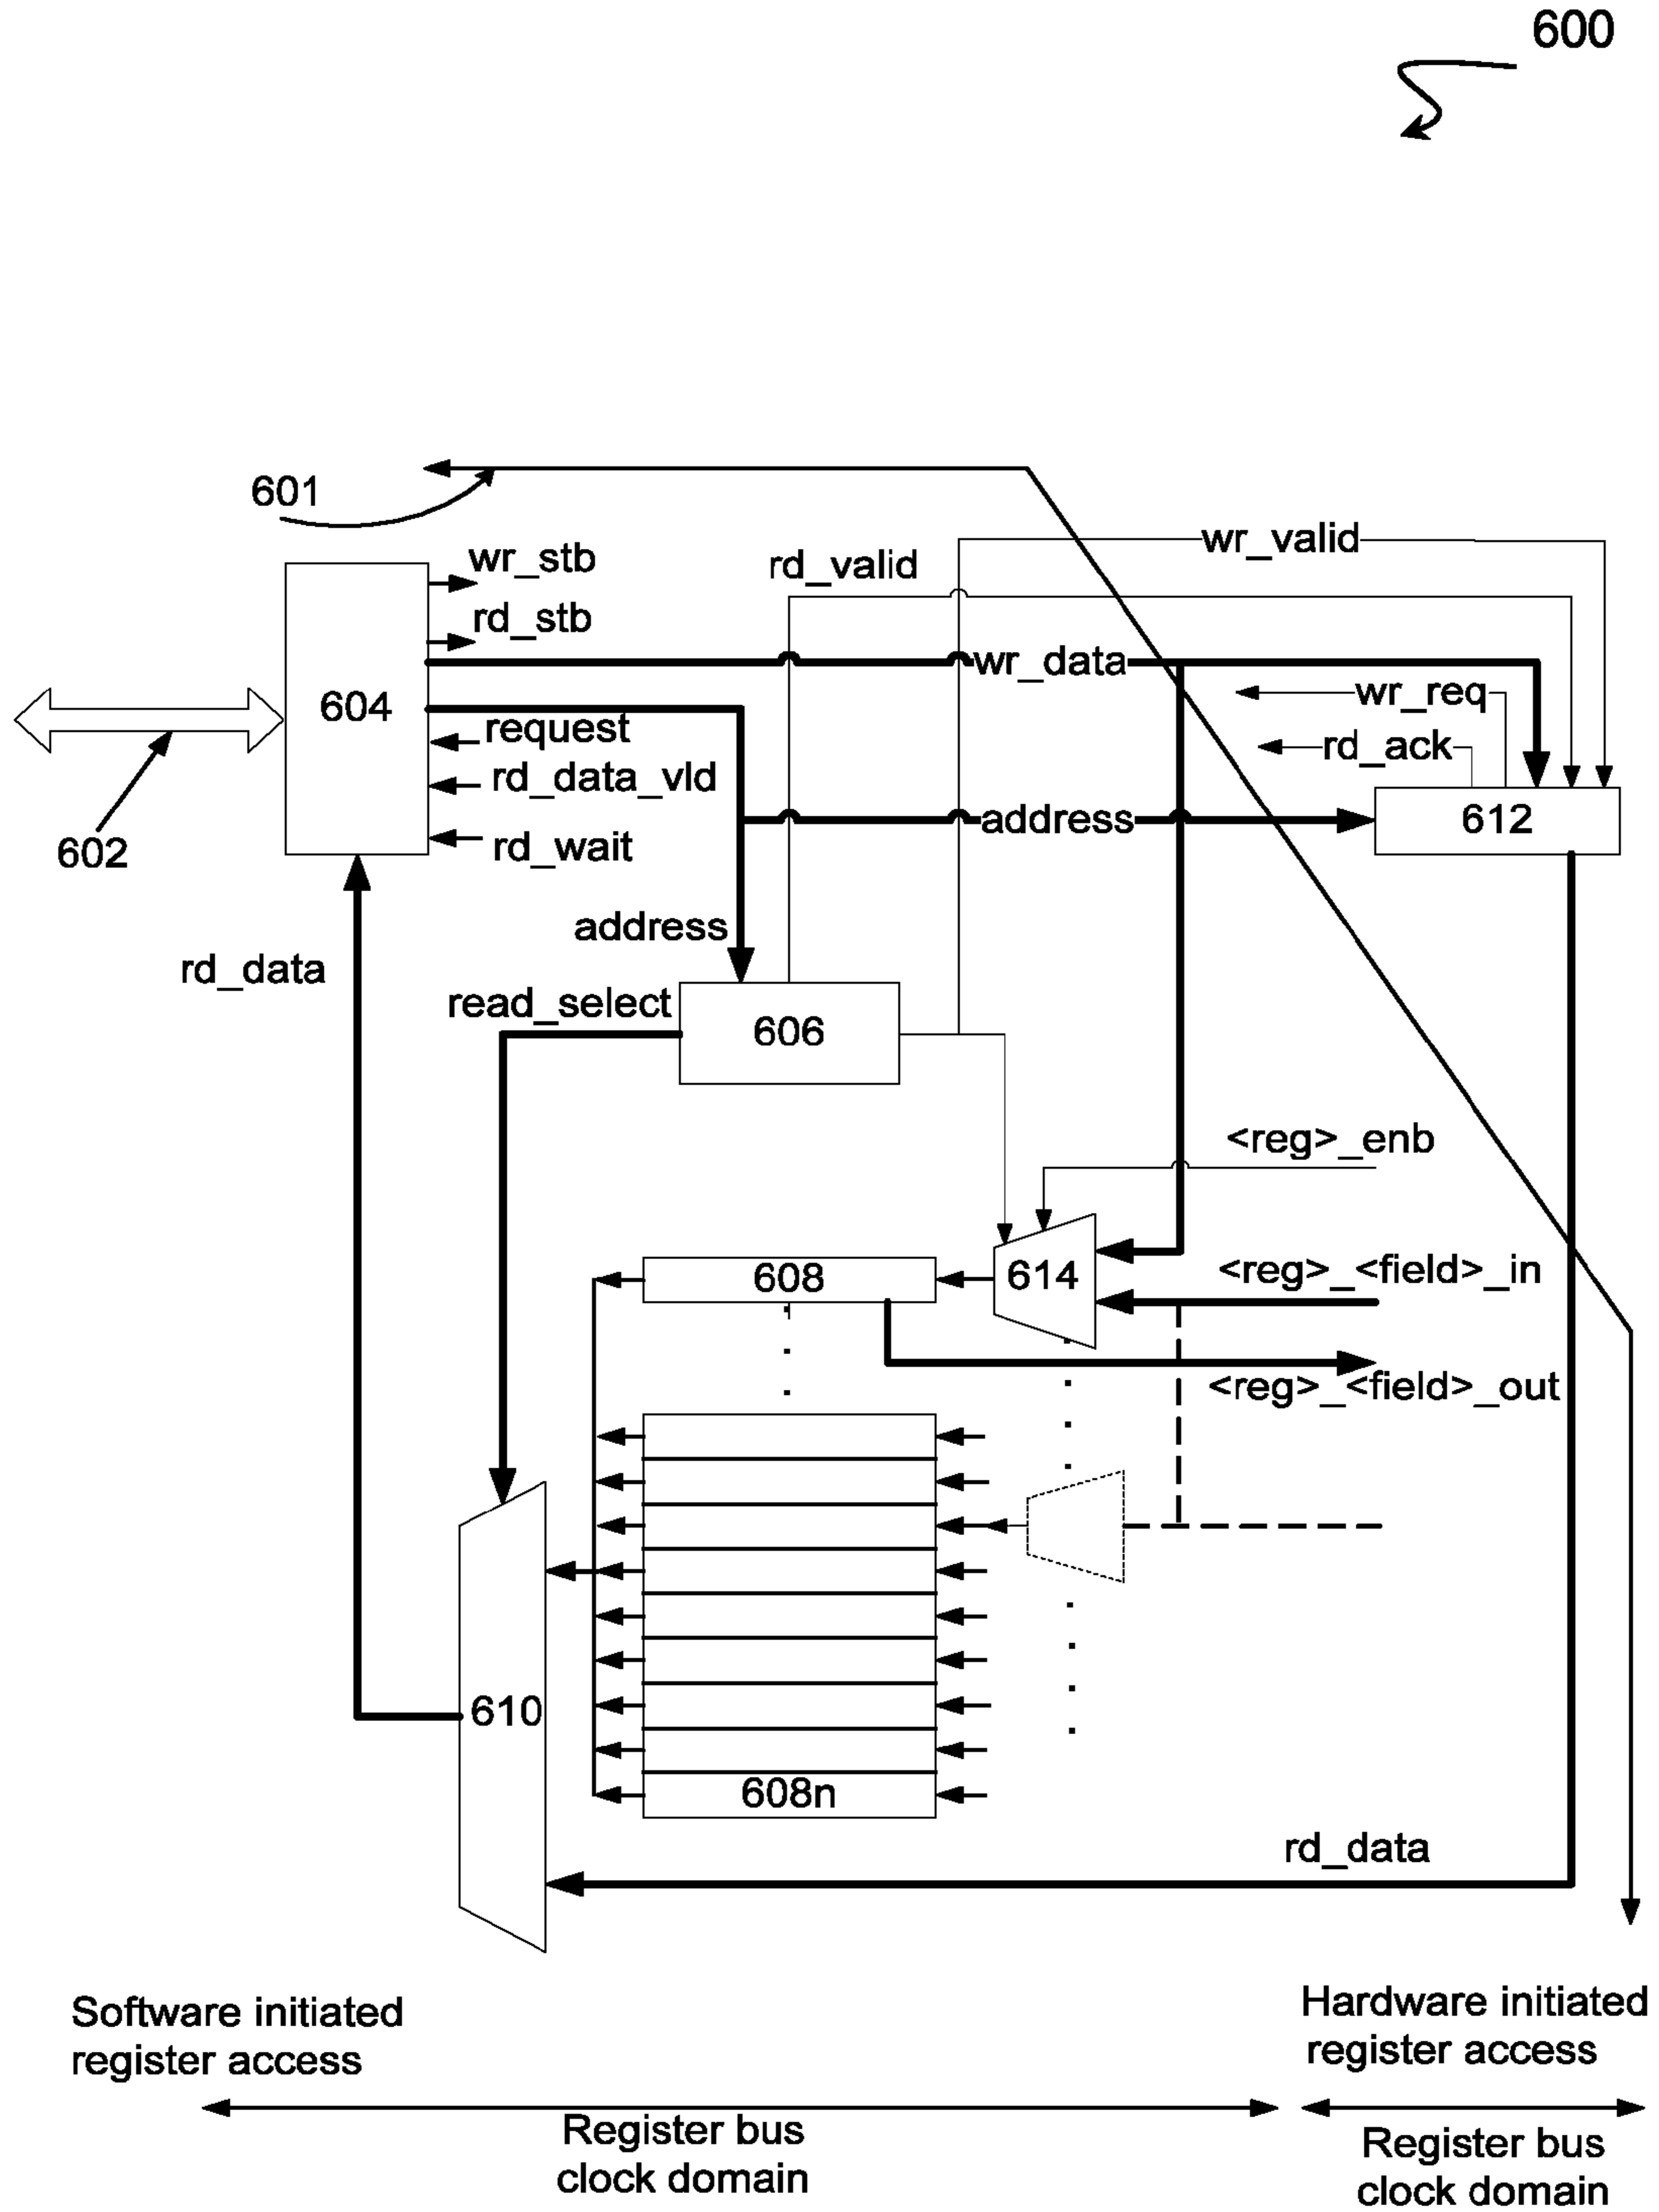 600
601
wr_stb
rd_valid
wr_valid
rd_stb
wr_data
604
wr_req
request
rd_ack
rd_data_vld
612
address
602
rd_wait
address
rd_data
read_select
606
<reg>_enb
608
614
<reg>_<field>_in
<reg>_<field>_out
610
608n
rd_data
Software initiated
register access
Hardware initiated
register access
Register bus
clock domain
Register bus
clock domain